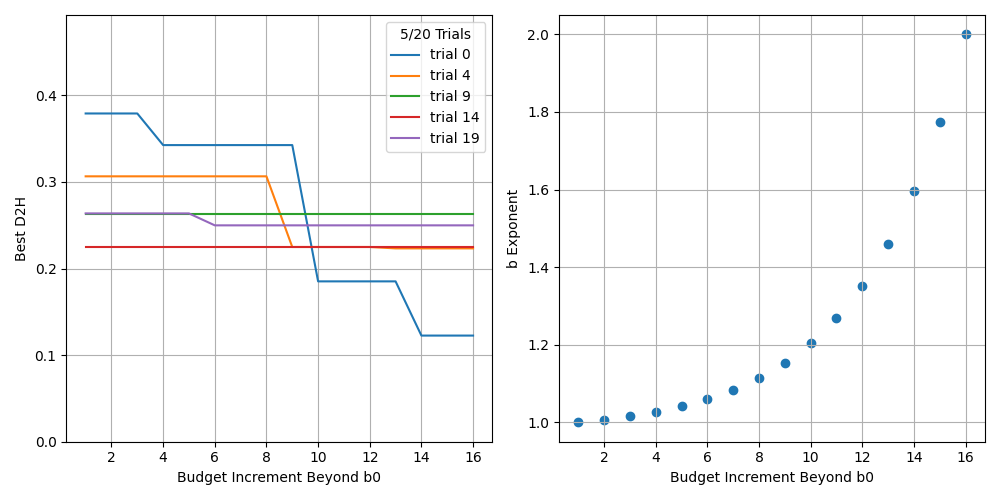 5/20 Trials
trial 0
trial 4
trial 9
trial 14
trial 19
Best D2H
0.4
0.3
0.2
0.1
0.0
2 4 6 8 10 12 14 16
Budget Increment Beyond b0
b Exponent
2.0
1.8
1.6
1.4
1.2
1.0
2 4 6 8 10 12 14 16
Budget Increment Beyond b0